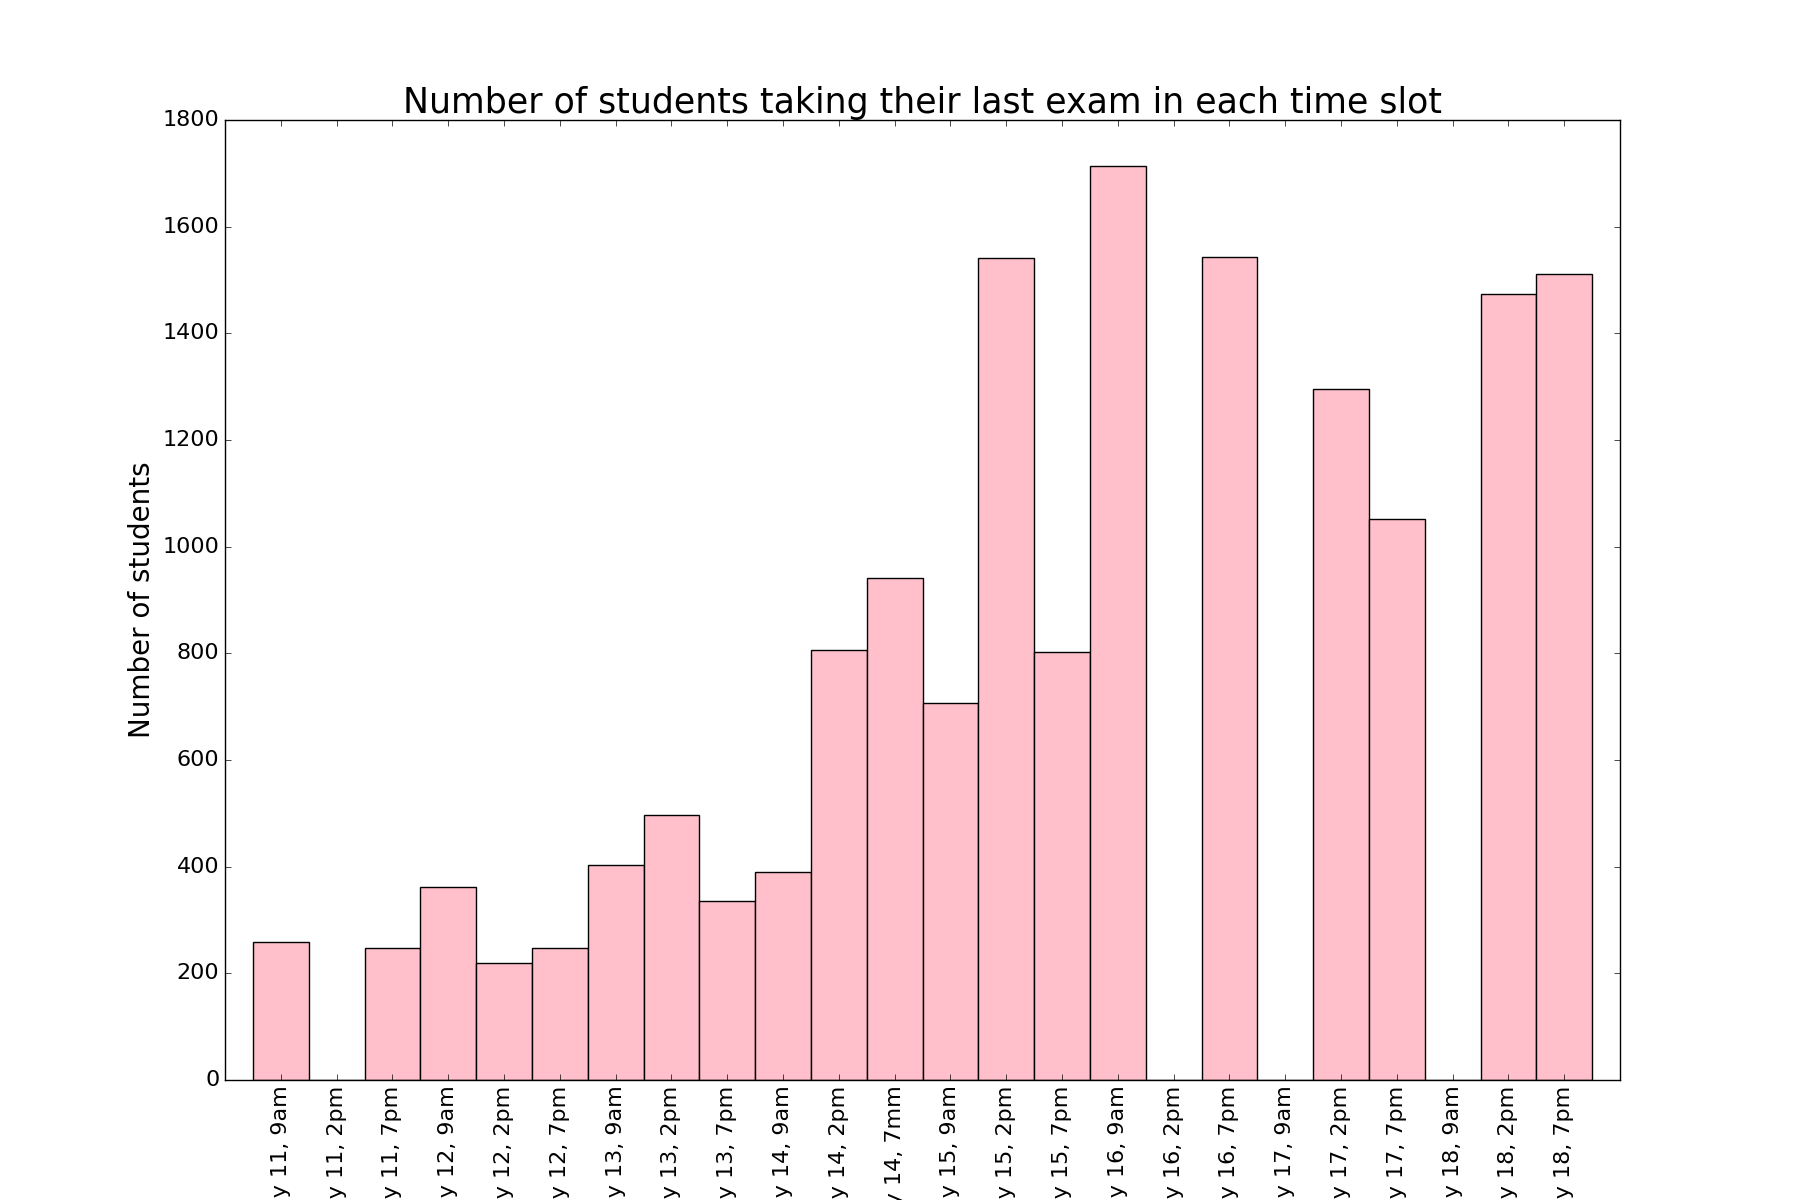 Number of students taking their last exam in each time slot
Number of students
1800
1600
1400
1200
1000
800
600
400
200
0
y 11, 9am
y 11, 2pm
y 11, 7pm
y 12, 9am
y 12, 2pm
y 12, 7pm
y 13, 9am
y 13, 2pm
y 13, 7pm
y 14, 9am
y 14, 2pm
y 14, 7mm
y 15, 9am
y 15, 2pm
y 15, 7pm
y 16, 9am
y 16, 2pm
y 16, 7pm
y 17, 9am
y 17, 2pm
y 17, 7pm
y 18, 9am
y 18, 2pm
y 18, 7pm